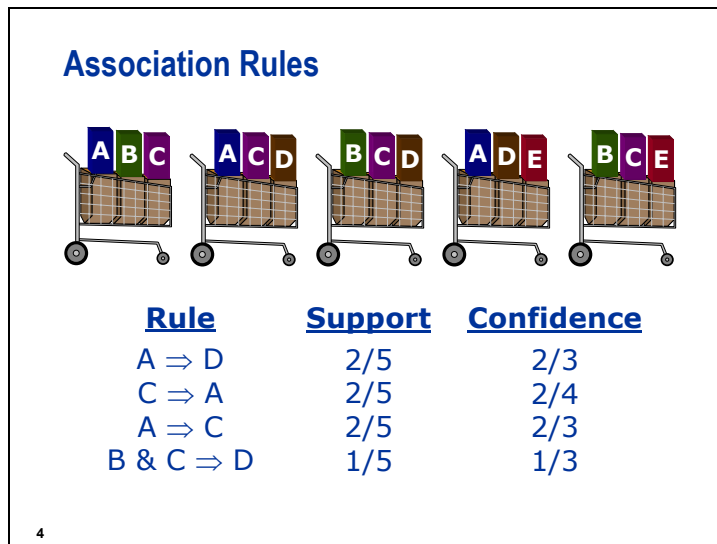 Association Rules
A B C A C D B C D A D E B C E
Rule Support Confidence
A ⇒ D 2/5 2/3
C ⇒ A 2/5 2/4
A ⇒ C 2/5 2/3
B & C ⇒ D 1/5 1/3
4